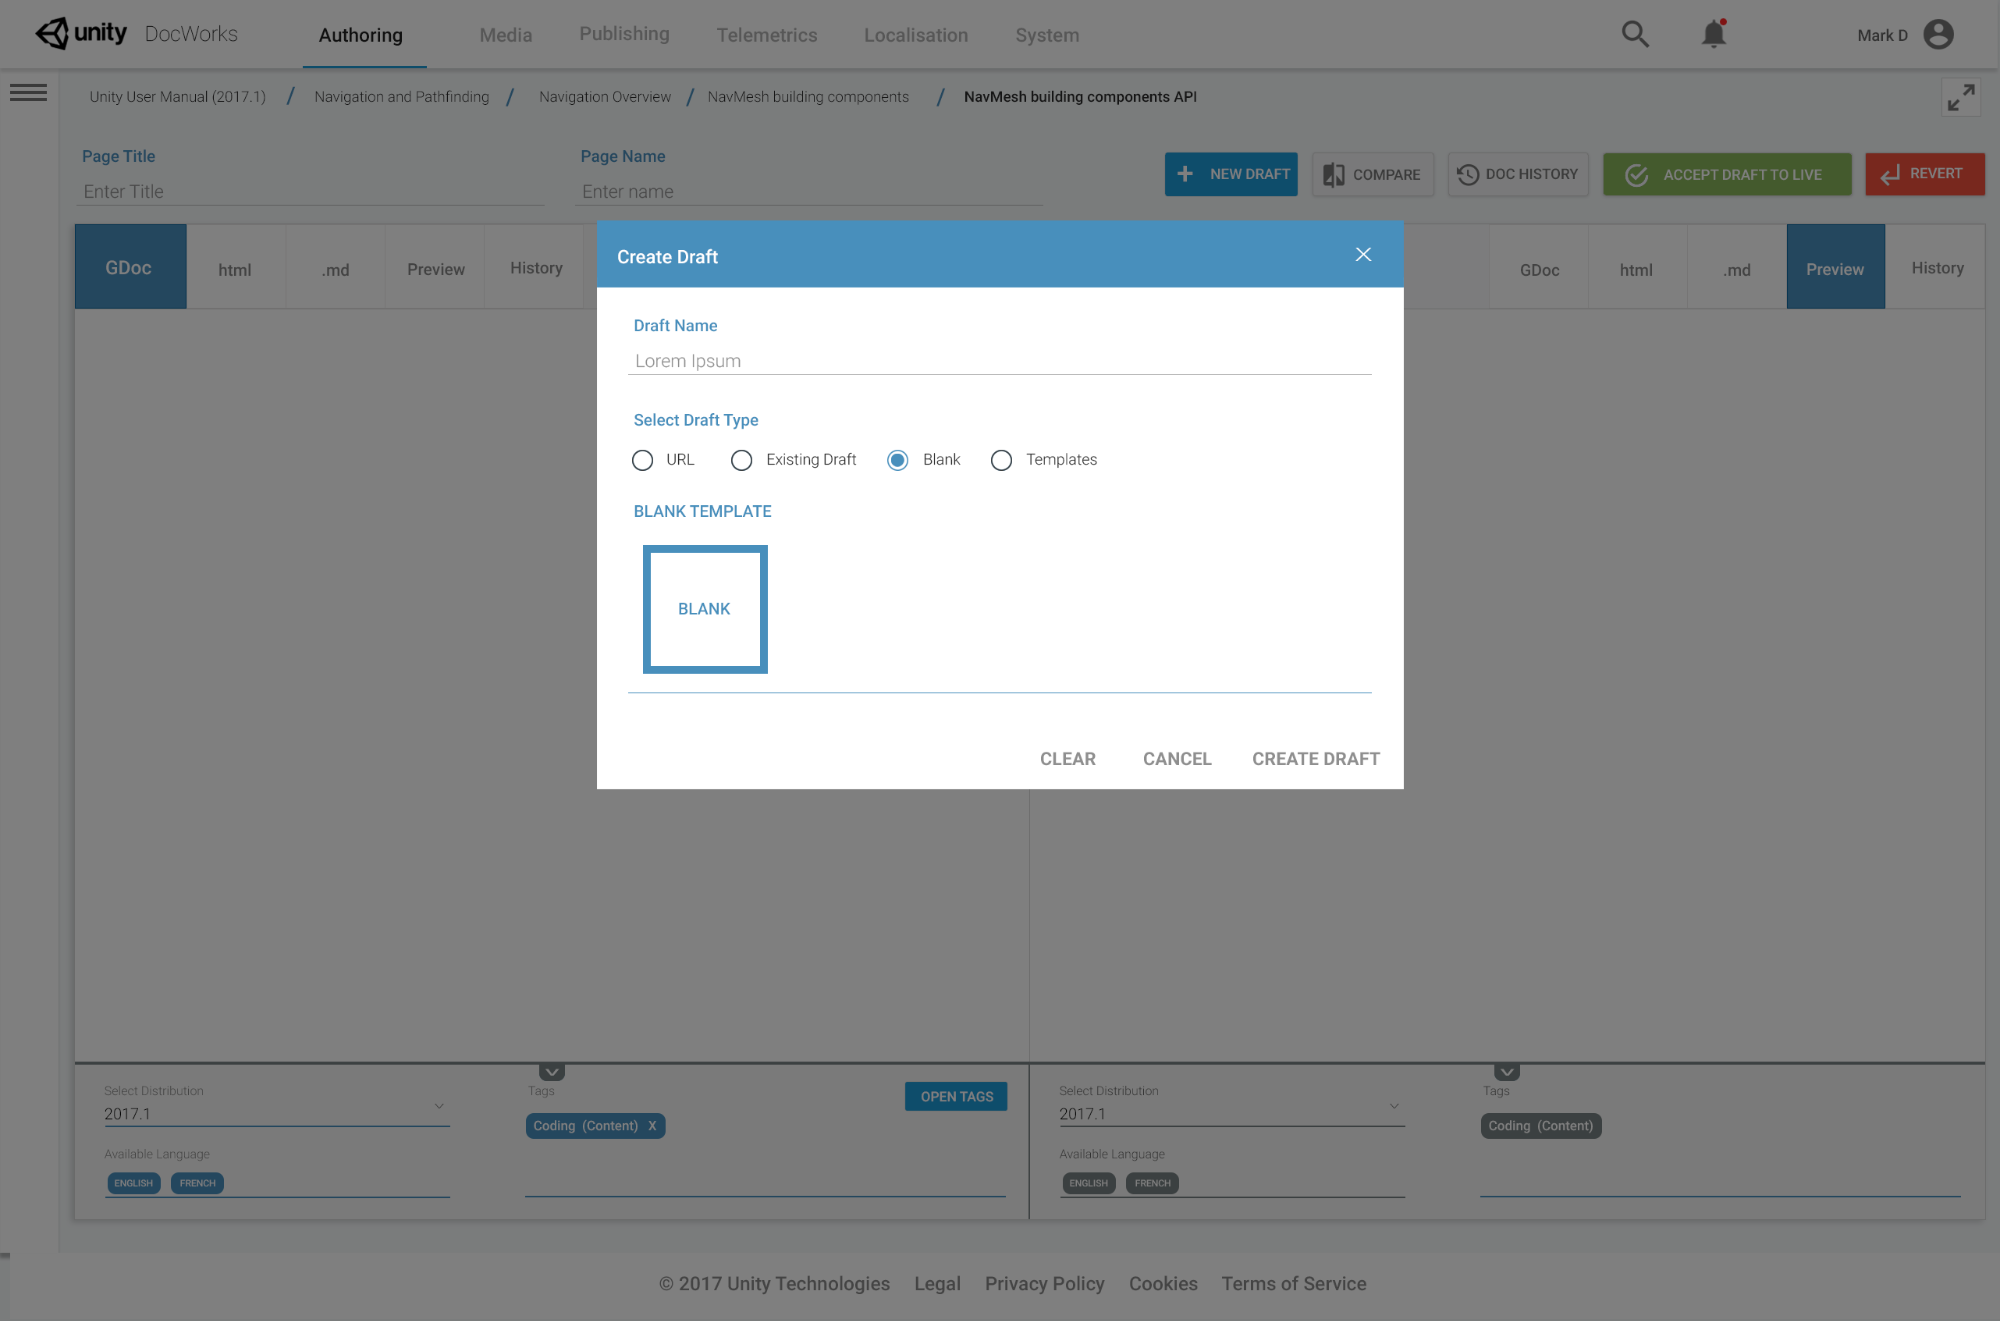 unity DocWorks Authoring Media Publishing Telemetrics Localisation System Mark D
Unity User Manual (2017.1) / Navigation and Pathfinding / Navigation Overview / NavMesh building components / NavMesh building components API
Page Title Page Name
Enter Title Enter name
NEW DRAFT COMPARE DOC HISTORY ACCEPT DRAFT TO LIVE REVERT
GDoc html .md Preview History GDoc html .md Preview History
Create Draft
Draft Name
Lorem Ipsum
Select Draft Type
URL Existing Draft Blank Templates
BLANK TEMPLATE
BLANK
CLEAR CANCEL CREATE DRAFT
Select Distribution Tags OPEN TAGS Select Distribution Tags
2017.1 2017.1
Coding (Content) X Coding (Content)
Available Language Available Language
ENGLISH FRENCH ENGLISH FRENCH
© 2017 Unity Technologies Legal Privacy Policy Cookies Terms of Service